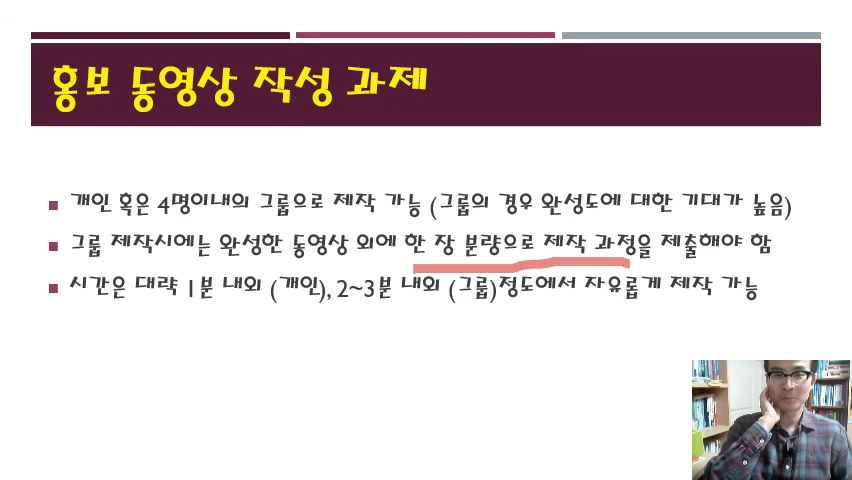 홍보 동영상 작성 과제
개인 혹은 4명이내의 그룹으로 제작 가능 (그룹의 경우 완성도에 대한 기대가 높음)
그룹 제작시에는 완성한 동영상 외에 한 장 분량으로 제작 과정을 제출해야 함
시간은 대략 1분 내외 (개인), 2~3분 내외 (그룹)정도에서 자유롭게 제작 가능